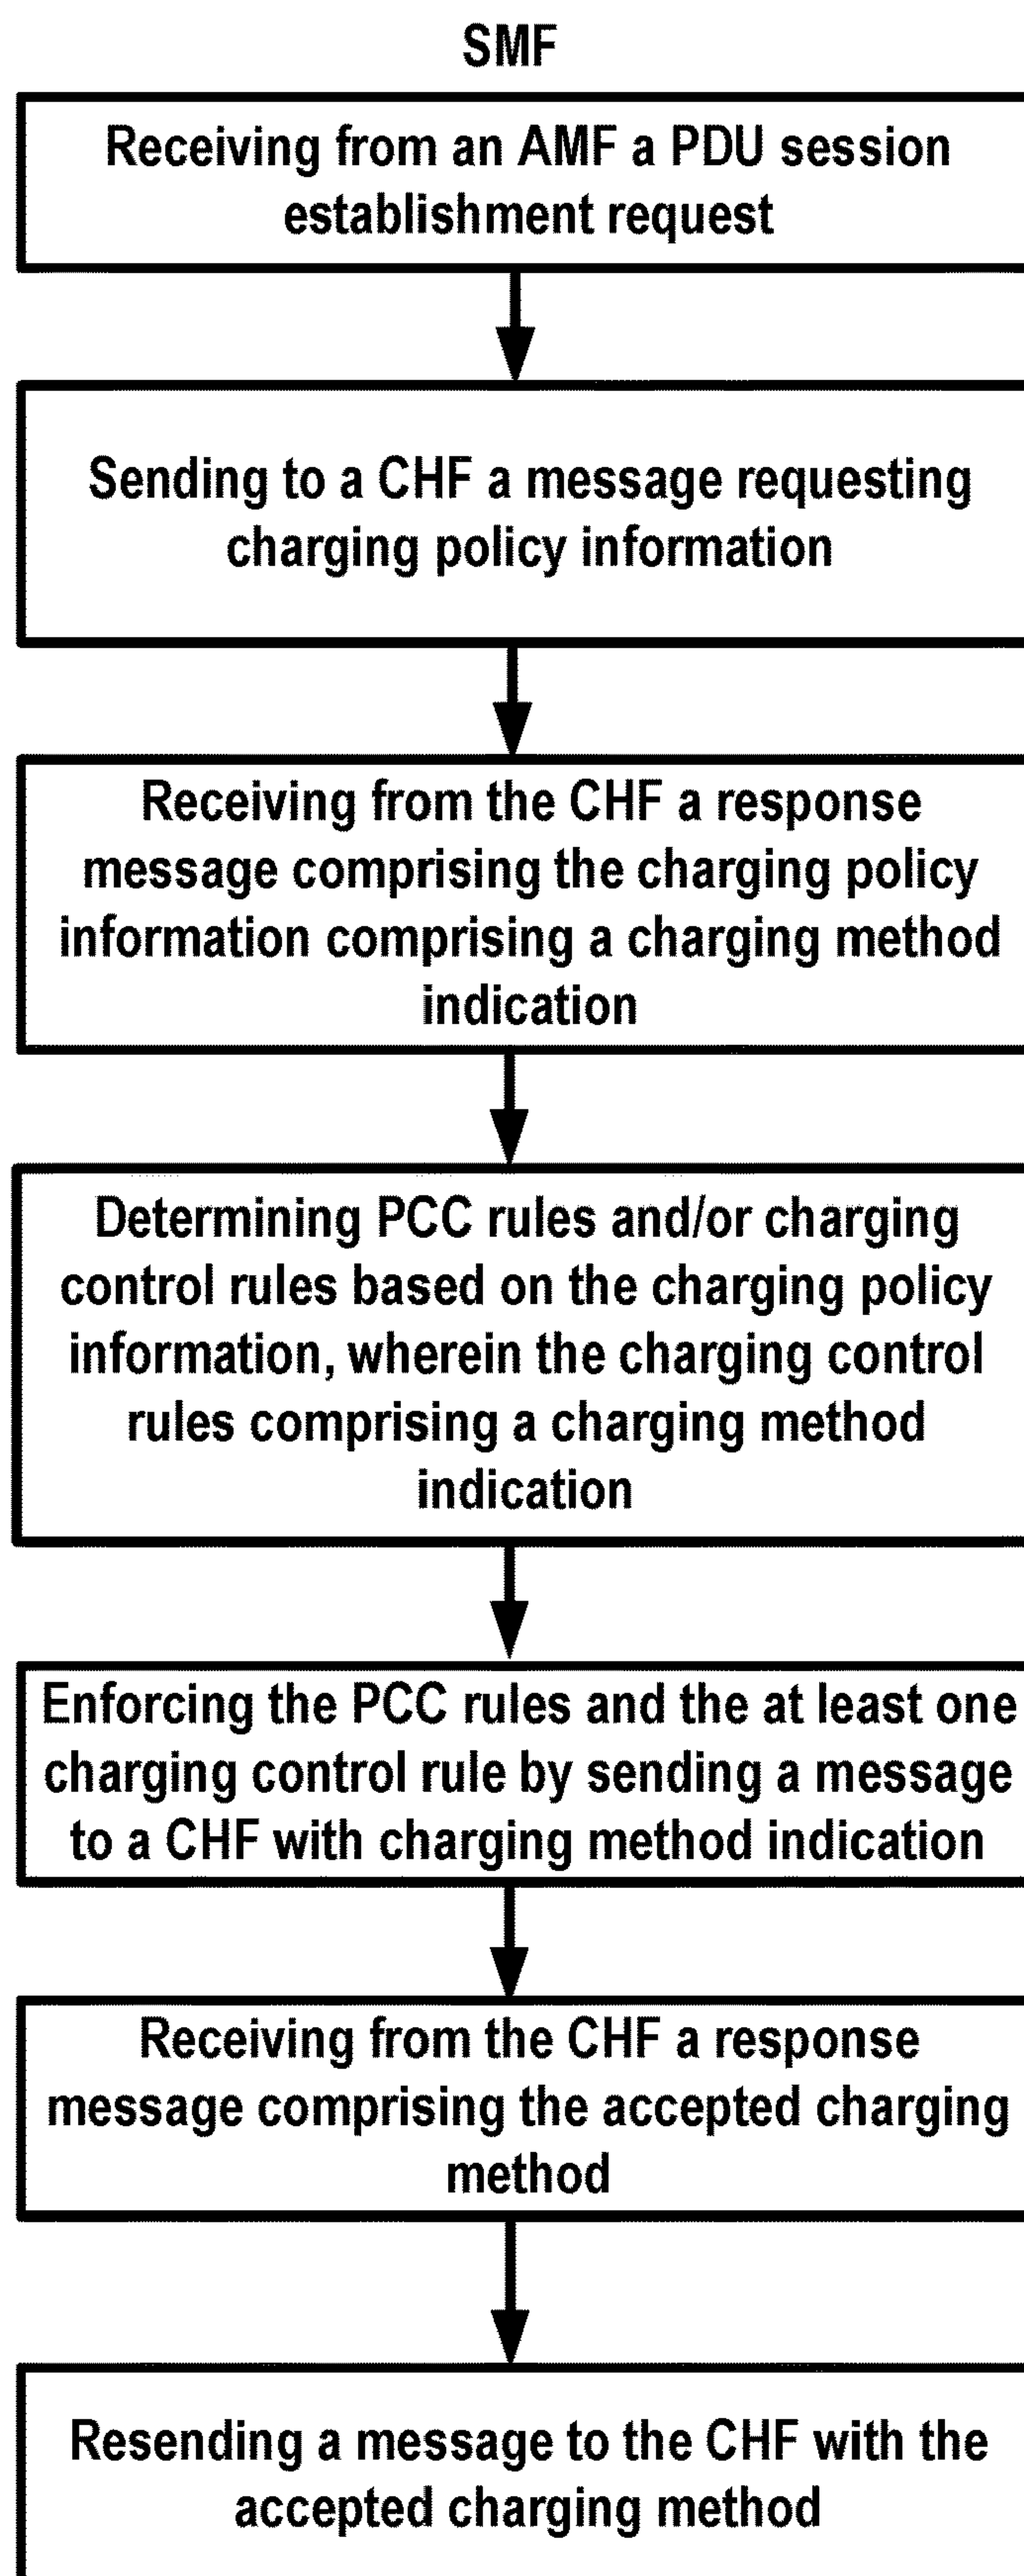 SMF
Receiving from an AMF a PDU session
establishment request
Sending to a CHF a message requesting
charging policy information
Receiving from the CHF a response
message comprising the charging policy
information comprising a charging method
indication
Determining PCC rules and/or charging
control rules based on the charging policy
information, wherein the charging control
rules comprising a charging method
indication
Enforcing the PCC rules and the at least one
charging control rule by sending a message
to a CHF with charging method indication
Receiving from the CHF a response
message comprising the accepted charging
method
Resending a message to the CHF with the
accepted charging method